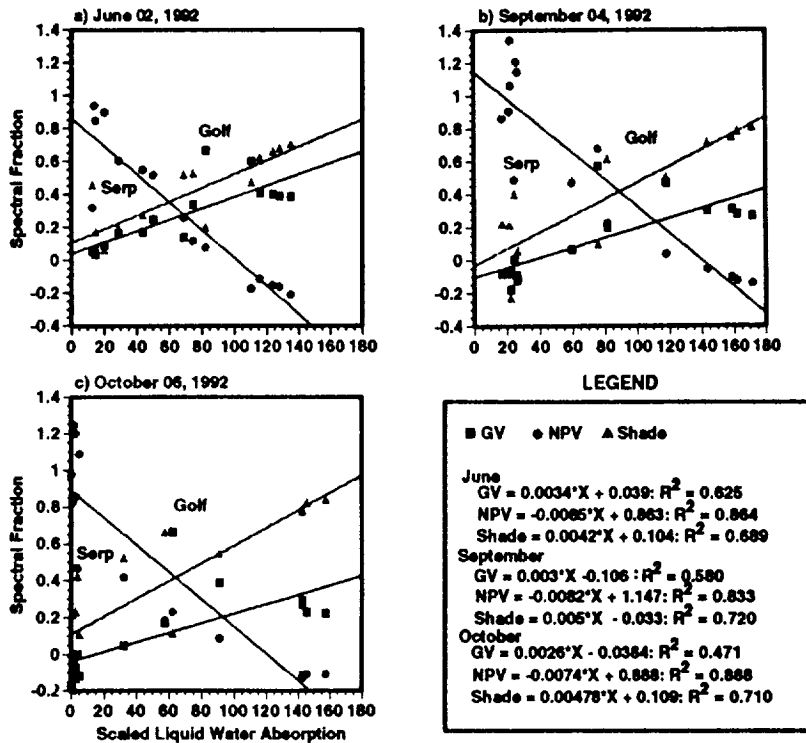 a) June 02, 1992
1.4
1.2
1
0.8
0.6
0.4
0.2
0
-0.2
-0.4
Spectral Fraction
Golf
Serp
0 20 40 60 80 100 120 140 160 180
b) September 04, 1992
1.4
1.2
1
0.8
0.6
0.4
0.2
0
-0.2
-0.4
Golf
Serp
0 20 40 60 80 100 120 140 160 180
c) October 06, 1992
1.4
1.2
1
0.8
0.6
0.4
0.2
0
-0.2
Spectral Fraction
Golf
Serp
0 20 40 60 80 100 120 140 160 180
Scaled Liquid Water Absorption
LEGEND
GV NPV Shade
June
GV = 0.0034*X + 0.039: R2 = 0.625
NPV = -0.0085*X + 0.863: R2 = 0.864
Shade = 0.0042*X + 0.104: R2 = 0.689
September
GV = 0.003*X -0.106 : R2 = 0.580
NPV = -0.0082*X + 1.147: R2 = 0.833
Shade = 0.005*X - 0.033: R2 = 0.720
October
GV = 0.0026*X - 0.0384: R2 = 0.471
NPV = -0.0074*X + 0.888: R2 = 0.868
Shade = 0.00478*X + 0.109: R2 = 0.710